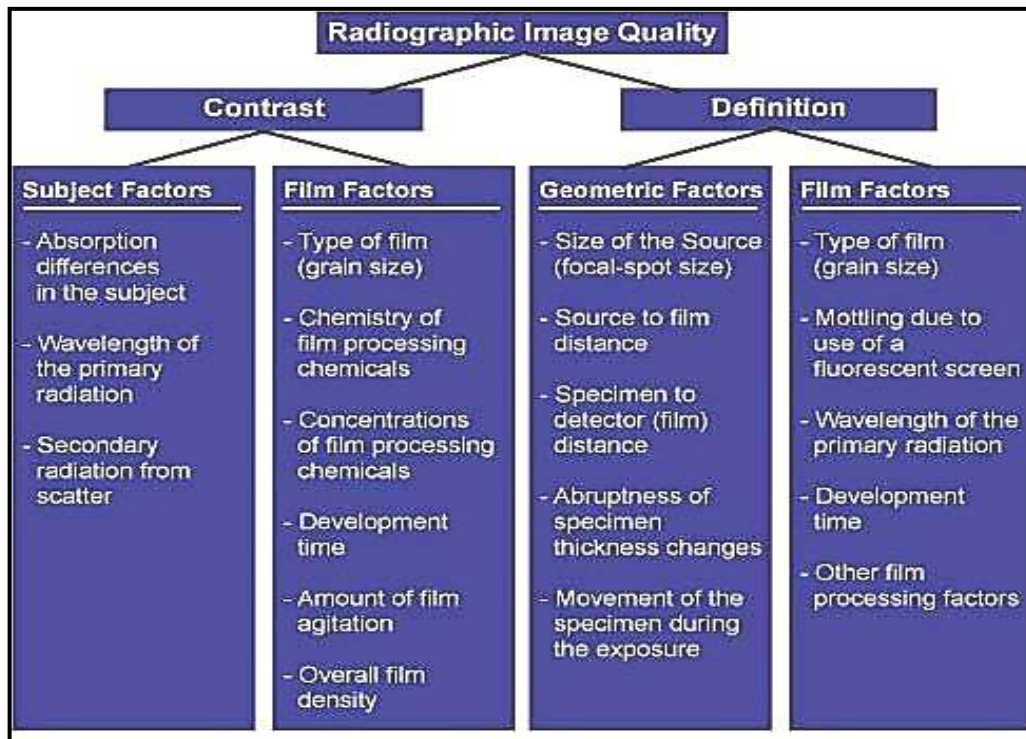 Radiographic Image Quality
Contrast
Definition
Subject Factors
- Absorption
differences
in the subject
- Wavelength of
the primary
radiation
- Secondary
radiation from
scatter
Film Factors
- Type of film
(grain size)
- Chemistry of
film processing
chemicals
- Concentrations
of film processing
chemicals
- Development
time
- Amount of film
agitation
- Overall film
density
Geometric Factors
- Size of the Source
(focal-spot size)
- Source to film
distance
- Specimen to
detector (film)
distance
- Abruptness of
specimen
thickness changes
- Movement of the
specimen during
the exposure
Film Factors
- Type of film
(grain size)
- Mottling due to
use of a
fluorescent screen
- Wavelength of the
primary radiation
- Development
time
- Other film
processing factors